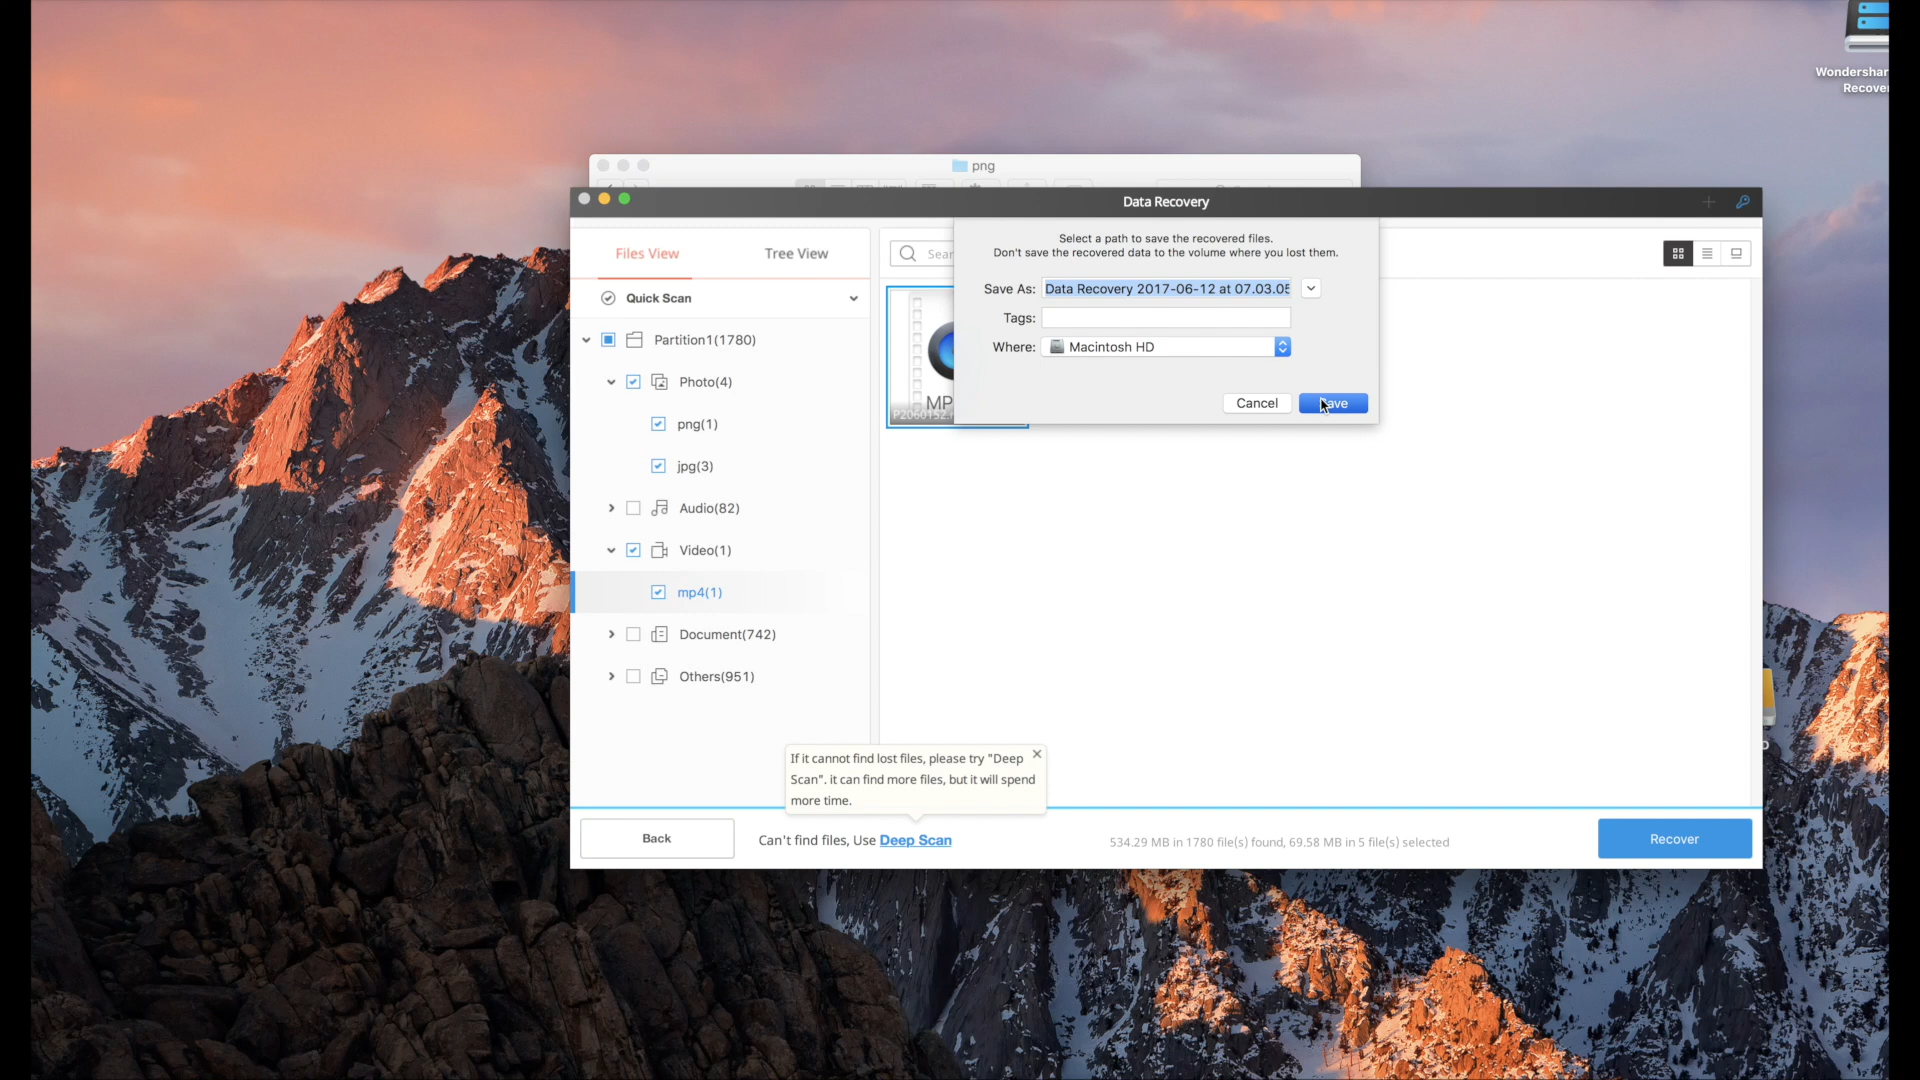 Wondershar
Recover
png
Data Recovery
Files View
Tree View
Sear
Select a path to save the recovered files.
Don't save the recovered data to the volume where you lost them.
Save As: Data Recovery 2017-06-12 at 07.03.05
Tags:
Where: Macintosh HD
Cancel
Quick Scan
Partition1(1780)
Photo(4)
png(1)
jpg(3)
Audio(82)
Video(1)
mp4(1)
Document(742)
Others(951)
MP
P2060152.
If it cannot find lost files, please try "Deep
Scan". it can find more files, but it will spend
more time.
Back
Can't find files, Use Deep Scan
534.29 MB in 1780 file(s) found, 69.58 MB in 5 file(s) selected
Recover